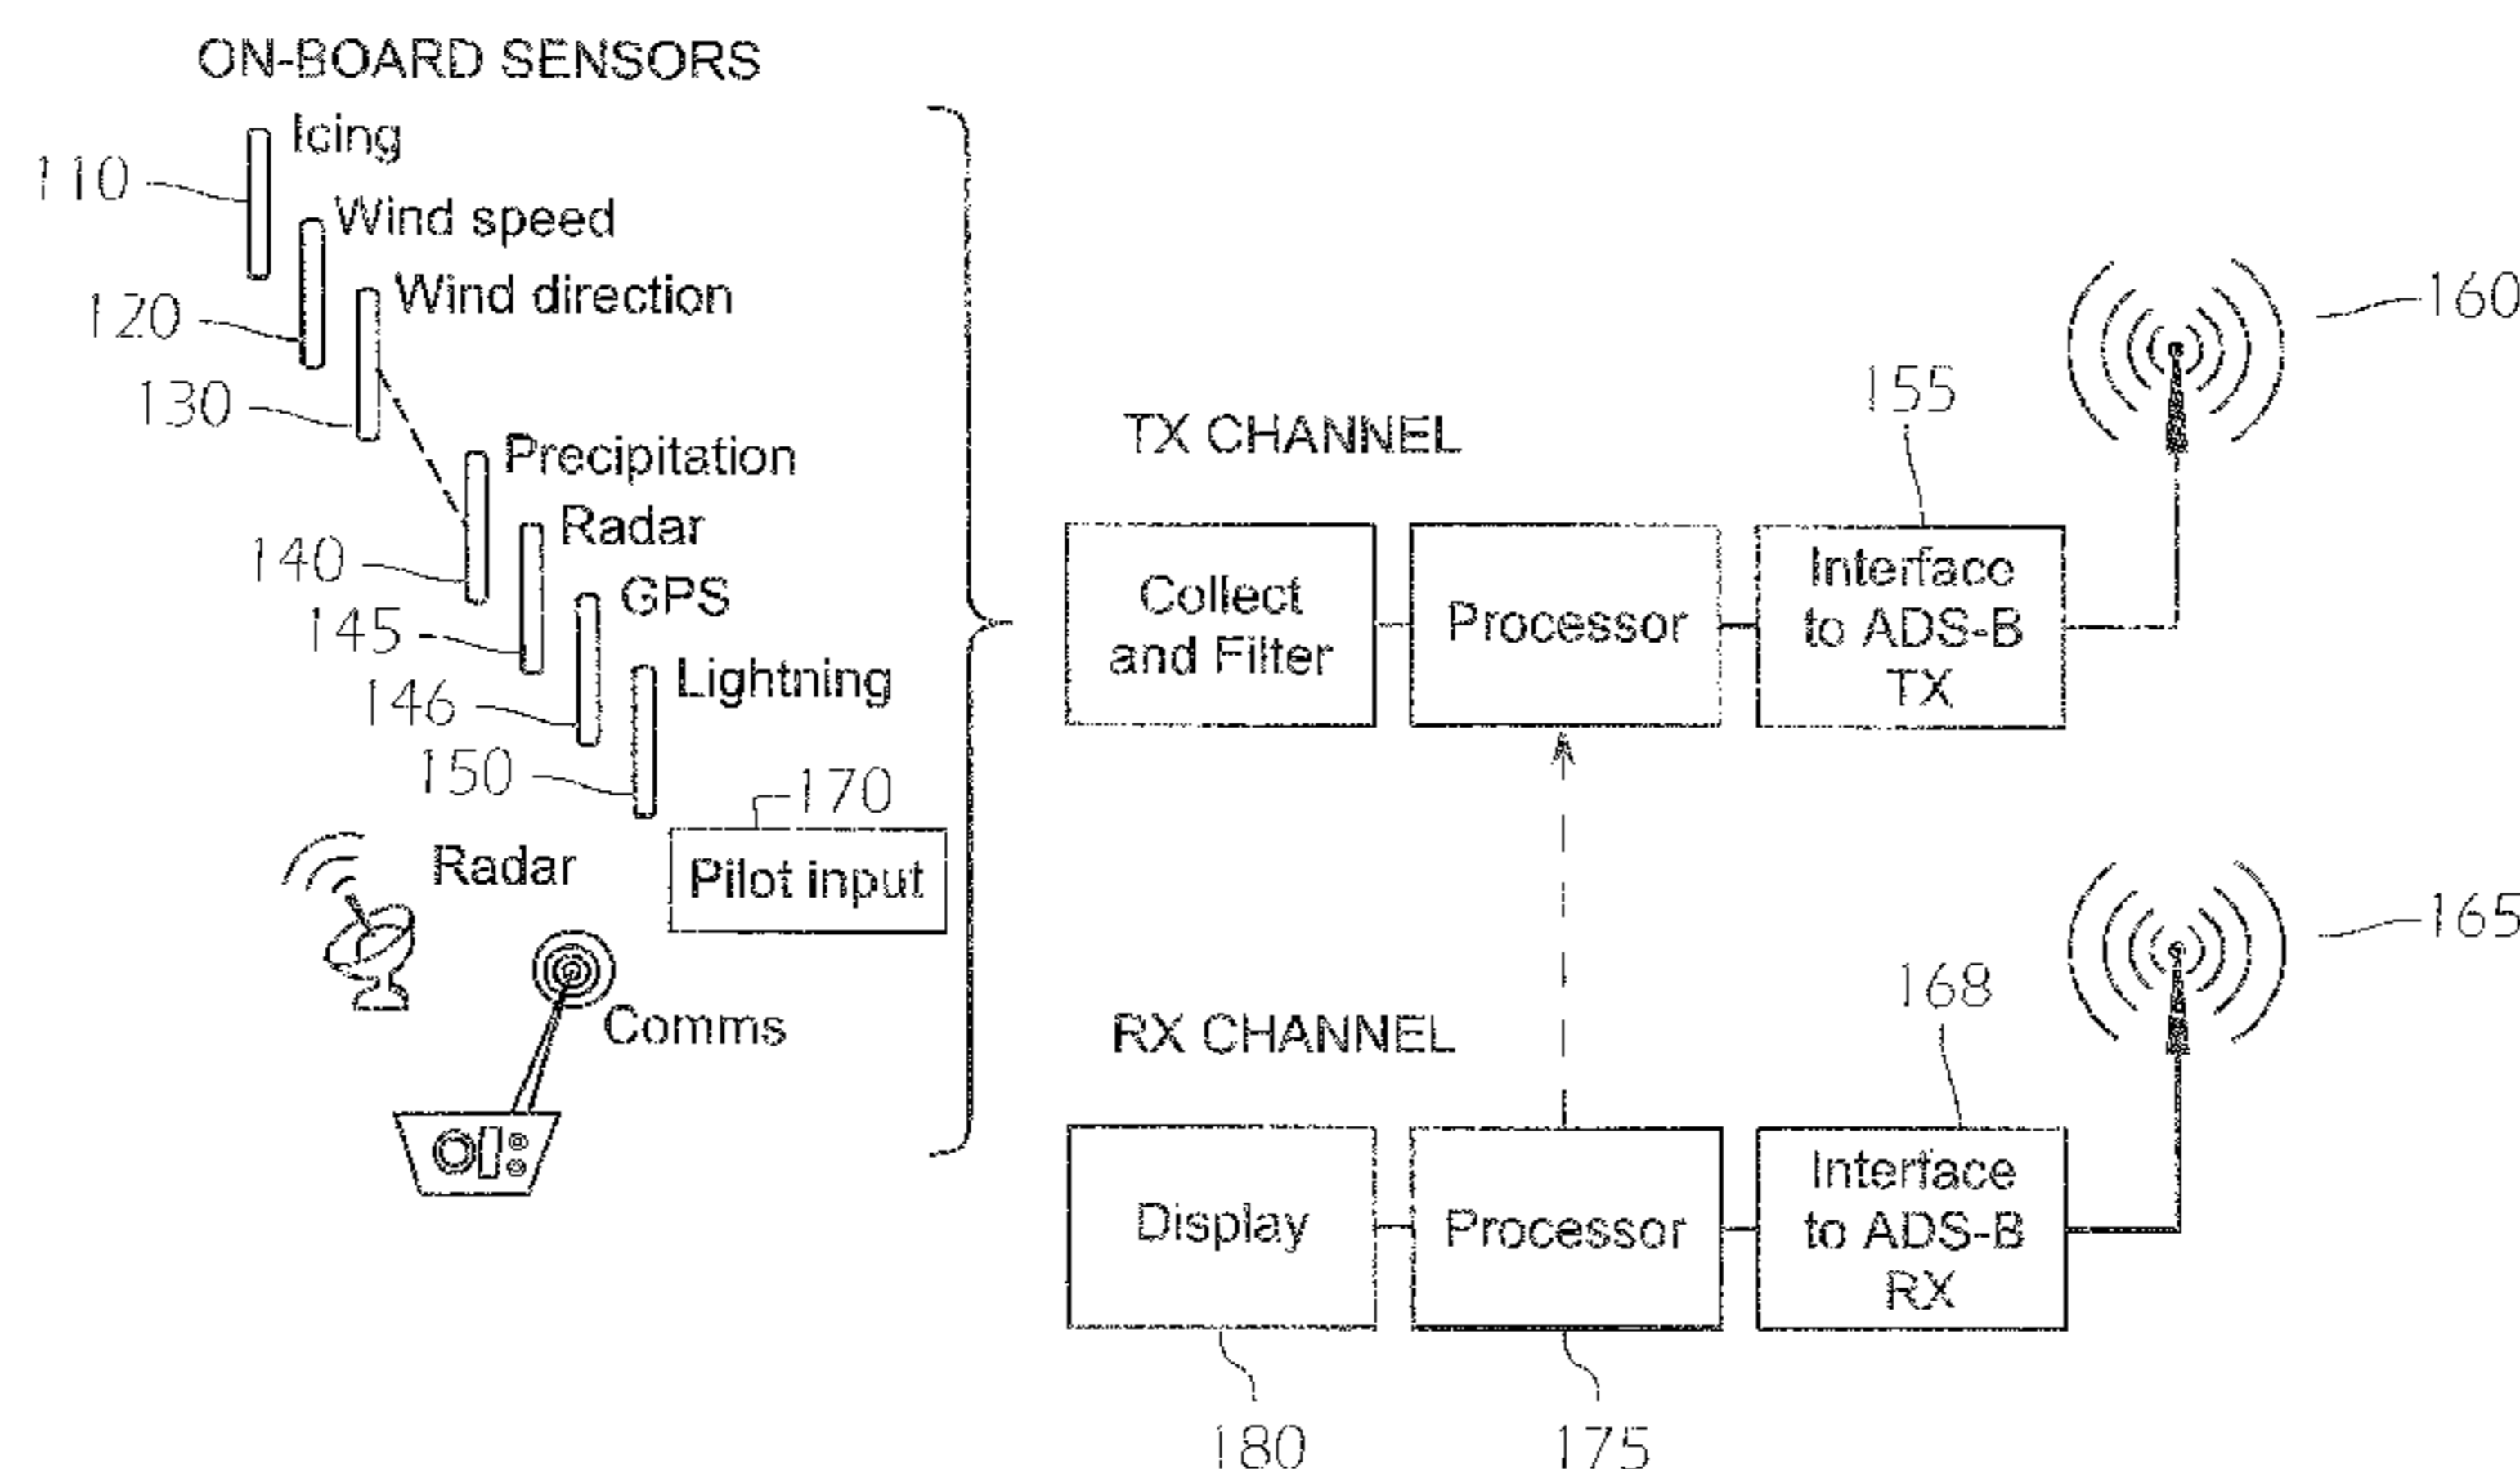 ON-BOARD SENSORS
Icing
110
Wind speed
120
Wind direction
130
Precipitation
140
Radar
145
GPS
146
Lightning
150
170
Pilot input
Radar
Comms
TX CHANNEL
Collect
and Filter
Processor
155
Interface
to ADS-B
TX
160
RX CHANNEL
Display
180
Processor
175
168
Interface
to ADS-B
RX
165